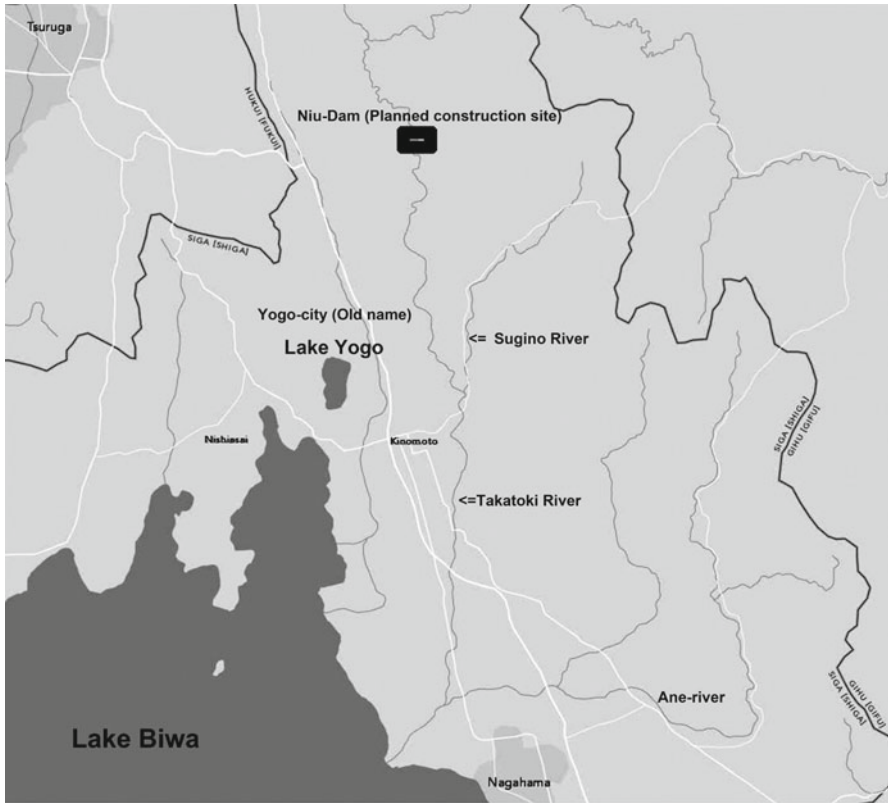 Tsuruga
HUKUI [FUKUI]
Niu-Dam (Planned construction site)
SIGA [SHIGA]
Yogo-city (Old name)
Lake Yogo
<= Sugino River
Nishiasai
Kinomoto
SIGA [SHIGA]
GIHU [GIFU]
<=Takatoki River
Ane-river
GIHU [GIFU]
SIGA [SHIGA]
Lake Biwa
Nagahama